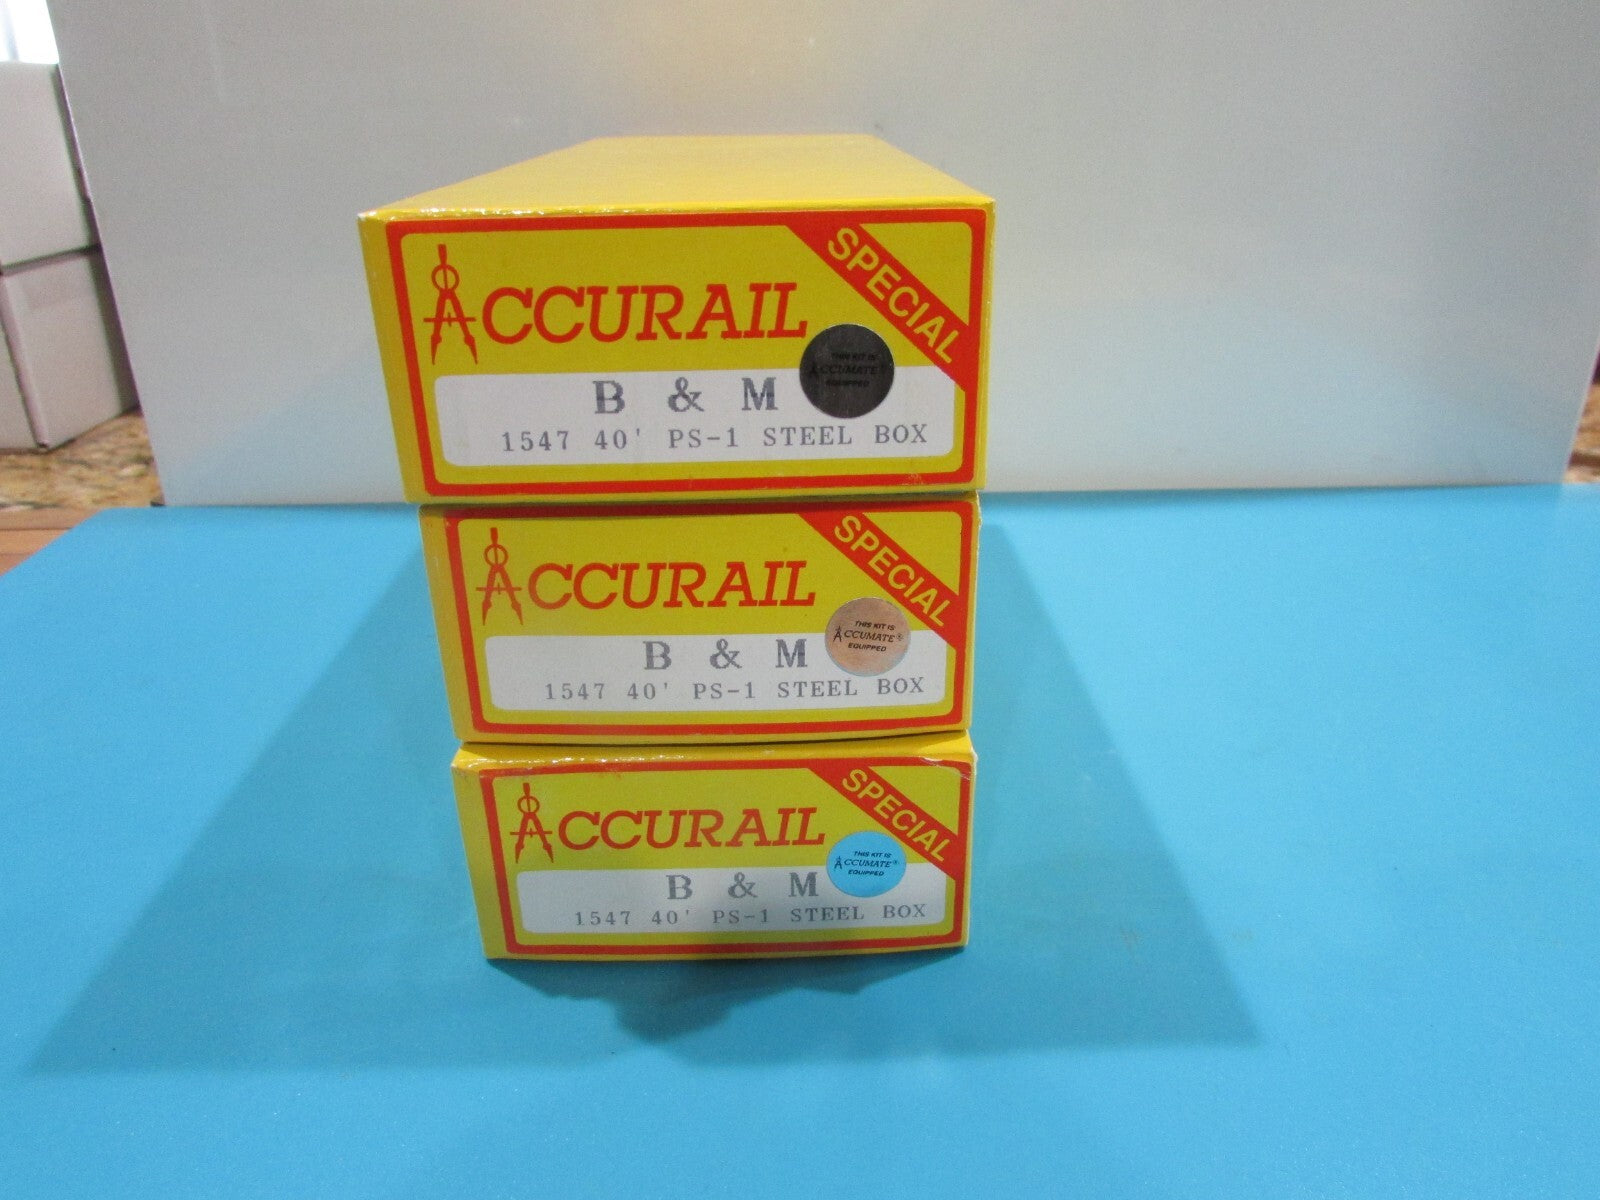 ACCURAIL
SPECIAL
THIS KIT IS
ACCUMATE®
EQUIPPED
B & M
1547 40' PS-1 STEEL BOX
ACCURAIL
SPECIAL
THIS KIT IS
ACCUMATE®
EQUIPPED
B & M
1547 40' PS-1 STEEL BOX
ACCURAIL
SPECIAL
THIS KIT IS
ACCUMATE®
EQUIPPED
B & M
1547 40' PS-1 STEEL BOX